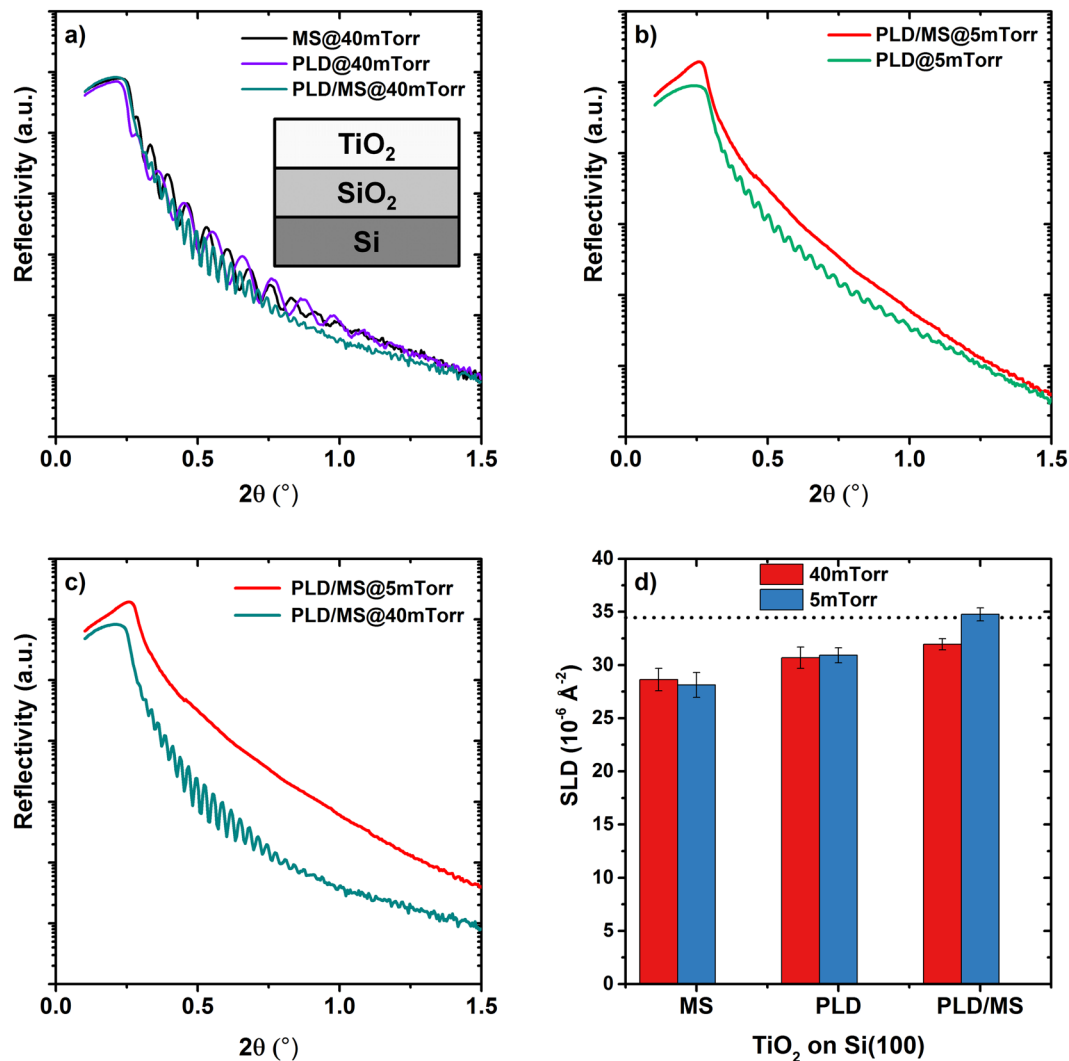 a)
MS@40mTorr
PLD@40mTorr
PLD/MS@40mTorr
TiO₂
SiO₂
Si
Reflectivity (a.u.)
0.0 0.5 1.0 1.5
2θ (°)
b)
PLD/MS@5mTorr
PLD@5mTorr
Reflectivity (a.u.)
0.0 0.5 1.0 1.5
2θ (°)
c)
PLD/MS@5mTorr
PLD/MS@40mTorr
Reflectivity (a.u.)
0.0 0.5 1.0 1.5
2θ (°)
d)
40mTorr
5mTorr
SLD (10⁻⁶ Å⁻²)
40
35
30
25
20
15
10
5
0
MS PLD PLD/MS
TiO₂ on Si(100)